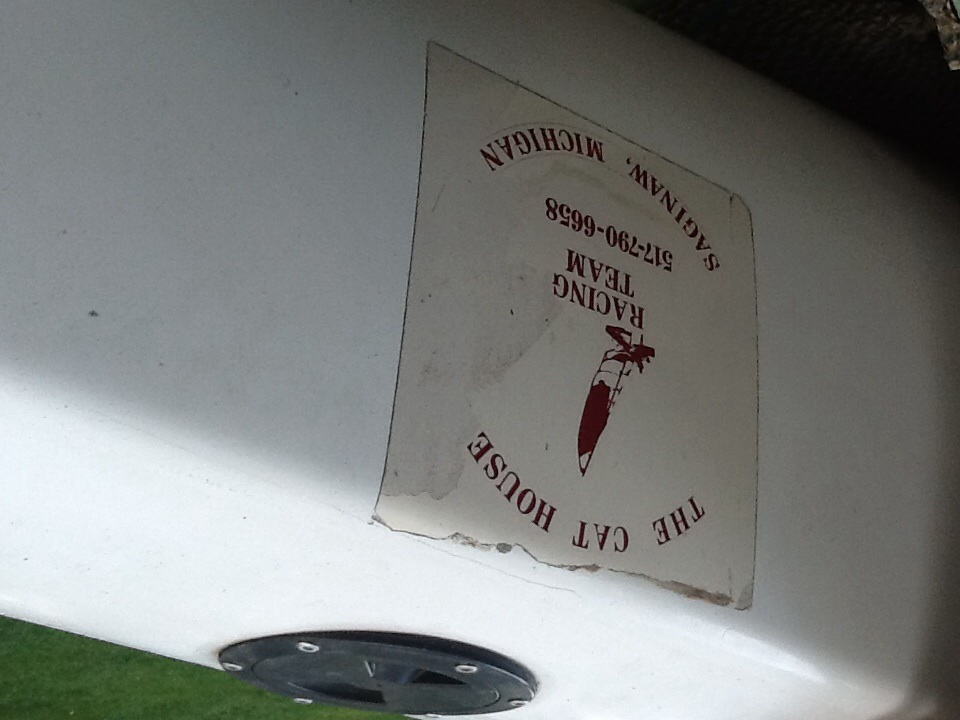 THE CAT HOUSE
RACING
TEAM
517-790-6658
SAGINAW, MICHIGAN